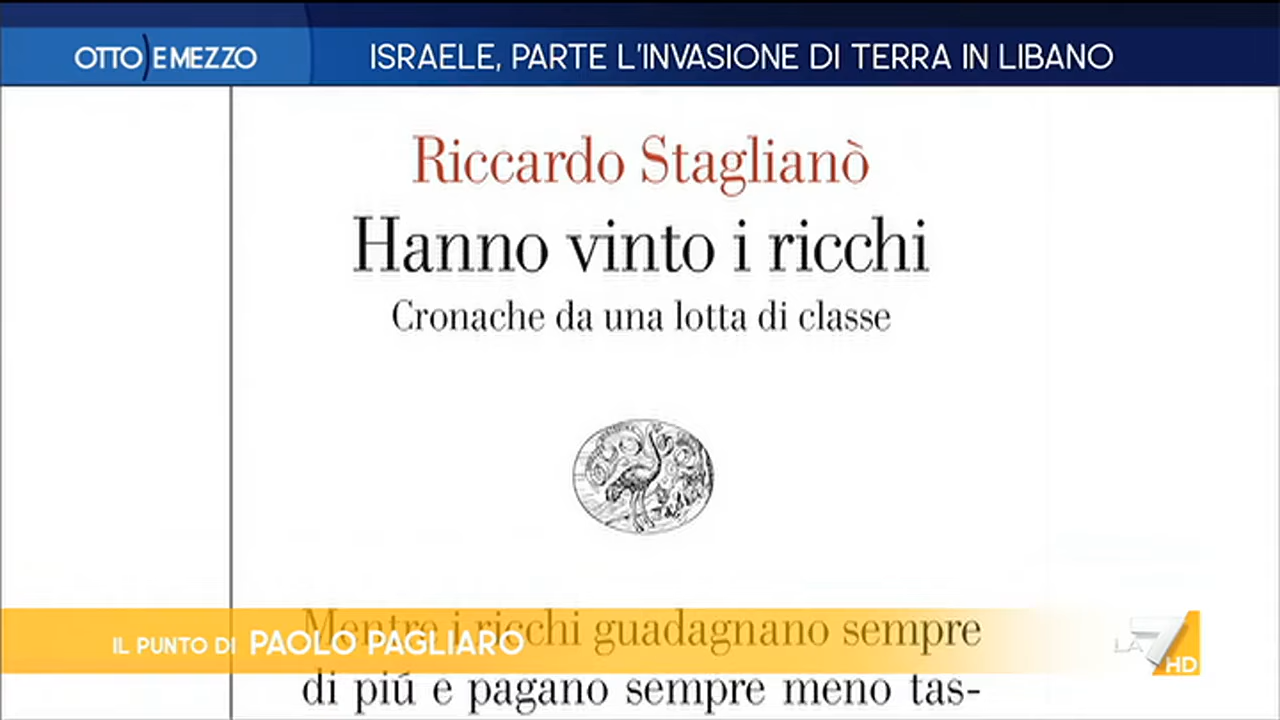 OTTO E MEZZO
ISRAELE, PARTE L'INVASIONE DI TERRA IN LIBANO
Riccardo Staglianò
Hanno vinto i ricchi
Cronache da una lotta di classe
Mentre i ricchi guadagnano sempre
IL PUNTO DI PAOLO PAGLIARO
LA7 HD
di piú e pagano sempre meno tas-